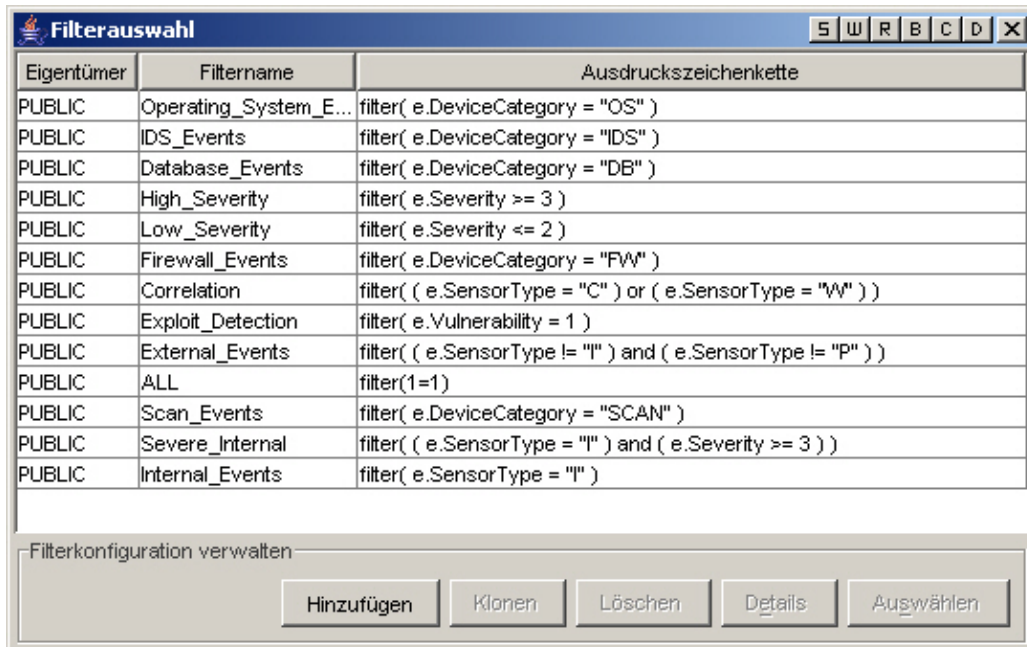 Filterauswahl S W R B C D X
Eigentümer Filtername Ausdruckszeichenkette
PUBLIC Operating_System_E... filter( e.DeviceCategory = "OS" )
PUBLIC IDS_Events filter( e.DeviceCategory = "IDS" )
PUBLIC Database_Events filter( e.DeviceCategory = "DB" )
PUBLIC High_Severity filter( e.Severity >= 3 )
PUBLIC Low_Severity filter( e.Severity <= 2 )
PUBLIC Firewall_Events filter( e.DeviceCategory = "FW" )
PUBLIC Correlation filter( ( e.SensorType = "C" ) or ( e.SensorType = "W" ) )
PUBLIC Exploit_Detection filter( e.Vulnerability = 1 )
PUBLIC External_Events filter( ( e.SensorType != "I" ) and ( e.SensorType != "P" ) )
PUBLIC ALL filter(1=1)
PUBLIC Scan_Events filter( e.DeviceCategory = "SCAN" )
PUBLIC Severe_Internal filter( ( e.SensorType = "I" ) and ( e.Severity >= 3 ) )
PUBLIC Internal_Events filter( e.SensorType = "I" )
Filterkonfiguration verwalten
Hinzufügen Klonen Löschen Details Auswählen